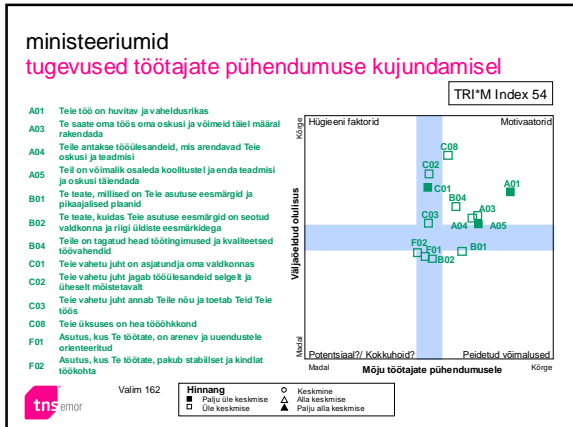 ministeeriumid
tugevused töötajate pühendumuse kujundamisel
TRI*M Index 54
A01 Teie töö on huvitav ja vaheldusrikas
A03 Te saate oma töös oma oskusi ja võimeid täiel määral
rakendada
A04 Teile antakse tööülesandeid, mis arendavad Teie
oskusi ja teadmisi
A05 Teil on võimalik osaleda koolitustel ja enda teadmisi
ja oskusi täiendada
B01 Te teate, millised on Teie asutuse eesmärgid ja
pikaajalised plaanid
B02 Te teate, kuidas Teie asutuse eesmärgid on seotud
valdkonna ja riigi üldiste eesmärkidega
B04 Teile on tagatud head töötingimused ja kvaliteetsed
töövahendid
C01 Teie vahetu juht on asjatundja oma valdkonnas
C02 Teie vahetu juht jagab tööülesanded selgelt ja
üheselt mõistetavalt
C03 Teie vahetu juht annab Teile nõu ja toetab Teid Teie
töös
C08 Teie üksuses on hea töööhkkond
F01 Asutus, kus Te töötate, on arenev ja uuendustele
orienteeritud
F02 Asutus, kus Te töötate, pakub stabiilset ja kindlat
töökohta
Kõrge
Väljaöeldud olulisus
Madal
Hügieeni faktorid
Motivaatorid
C08
C02
C01
A01
B04
C03
A03
A04
A05
F02
F01
B02
B01
Potentsiaal?/ Kokkuhoid?
Peidetud võimalused
Madal
Mõju töötajate pühendumusele
Kõrge
tns emor
Valim 162
Hinnang
Palju üle keskmise
Üle keskmise
Keskmine
Alla keskmise
Palju alla keskmise